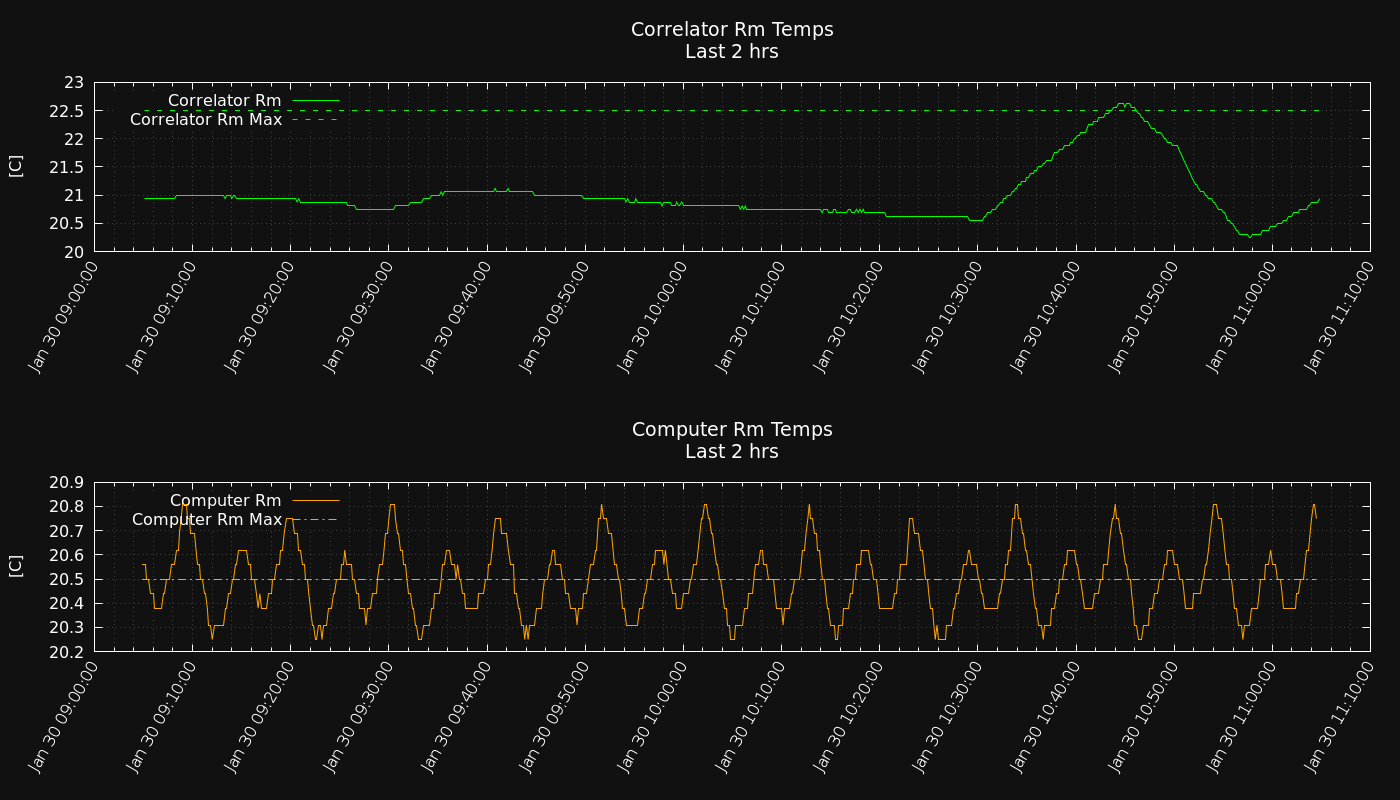 Correlator Rm Temps
Last 2 hrs
[C]
23
22.5
22
21.5
21
20.5
20
Correlator Rm
Correlator Rm Max
Jan 30 09:00:00
Jan 30 09:10:00
Jan 30 09:20:00
Jan 30 09:30:00
Jan 30 09:40:00
Jan 30 09:50:00
Jan 30 10:00:00
Jan 30 10:10:00
Jan 30 10:20:00
Jan 30 10:30:00
Jan 30 10:40:00
Jan 30 10:50:00
Jan 30 11:00:00
Jan 30 11:10:00
Computer Rm Temps
Last 2 hrs
[C]
20.9
20.8
20.7
20.6
20.5
20.4
20.3
20.2
Computer Rm
Computer Rm Max
Jan 30 09:00:00
Jan 30 09:10:00
Jan 30 09:20:00
Jan 30 09:30:00
Jan 30 09:40:00
Jan 30 09:50:00
Jan 30 10:00:00
Jan 30 10:10:00
Jan 30 10:20:00
Jan 30 10:30:00
Jan 30 10:40:00
Jan 30 10:50:00
Jan 30 11:00:00
Jan 30 11:10:00